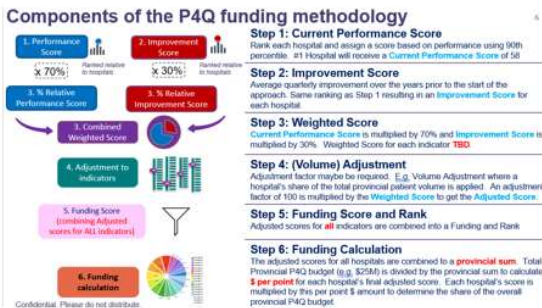 Components of the P4Q funding methodology
6
1. Performance
Score
2. Improvement
Score
Ranked relative
to hospitals
x 70%
x 30%
Ranked relative
to hospitals
3. % Relative
Performance Score
3. % Relative
Improvement Score
3. Combined
Weighted Score
4. Adjustment to
indicators
5. Funding Score
(combining Adjusted
scores for ALL indicators)
6. Funding
calculation
Confidential. Please do not distribute.
Step 1: Current Performance Score
Rank each hospital and assign a score based on performance using 90th
percentile. #1 Hospital will receive a Current Performance Score of 58
Step 2: Improvement Score
Average quarterly improvement over the years prior to the start of the
approach. Same ranking as Step 1 resulting in an Improvement Score for
each hospital
Step 3: Weighted Score
Current Performance Score is multiplied by 70% and Improvement Score is
multiplied by 30%. Weighted Score for each indicator TBD.
Step 4: (Volume) Adjustment
Adjustment factor maybe be required. E.g. Volume Adjustment where a
hospital's share of the total provincial patient volume is applied. An adjustment
factor of 100 is multiplied by the Weighted Score to get the Adjusted Score.
Step 5: Funding Score and Rank
Adjusted scores for all indicators are combined into a Funding and Rank
Step 6: Funding Calculation
The adjusted scores for all hospitals are combined to a provincial sum. Total
Provincial P4Q budget (e.g. $25M) is divided by the provincial sum to calculate
$ per point for each hospital's final adjusted score. Each hospital's score is
multiplied by this per point $ amount to determine the share of the overall
provincial P4Q budget